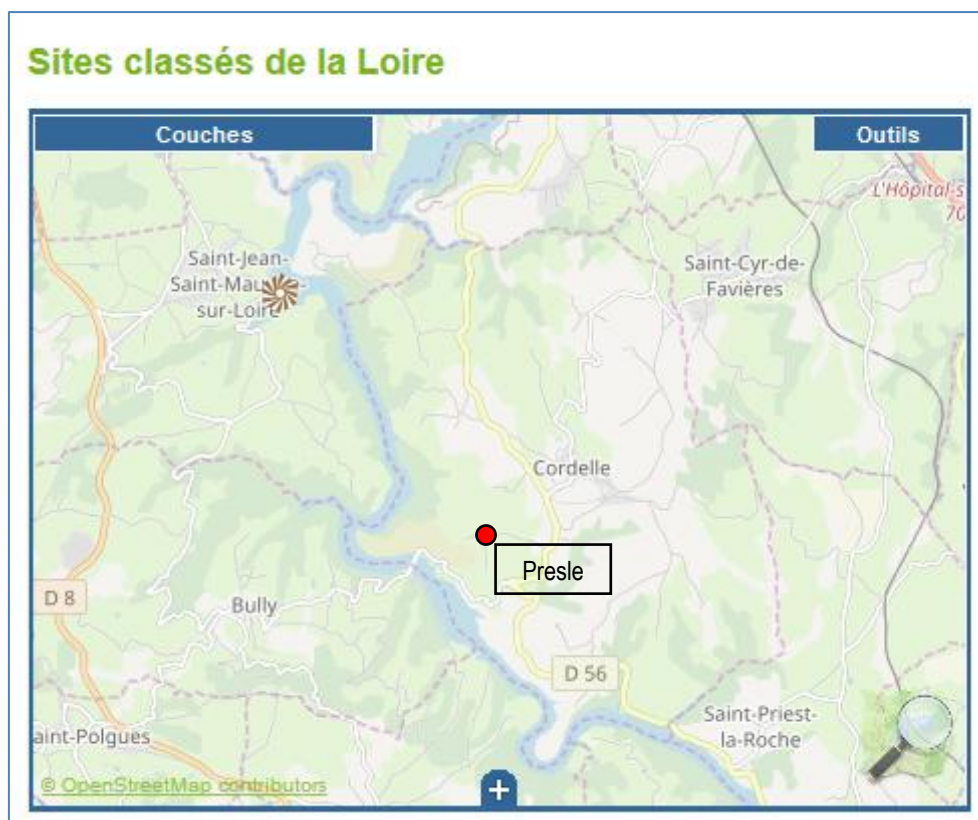 Sites classés de la Loire
Couches
Outils
L'Hôpital-s
70
Saint-Jean-
Saint-Mau
sur-Loire
Saint-Cyr-de-
Favières
Cordelle
Presle
D 8
Bully
D 56
Saint-Priest-
la-Roche
aint-Polgues
© OpenStreetMap contributors
+